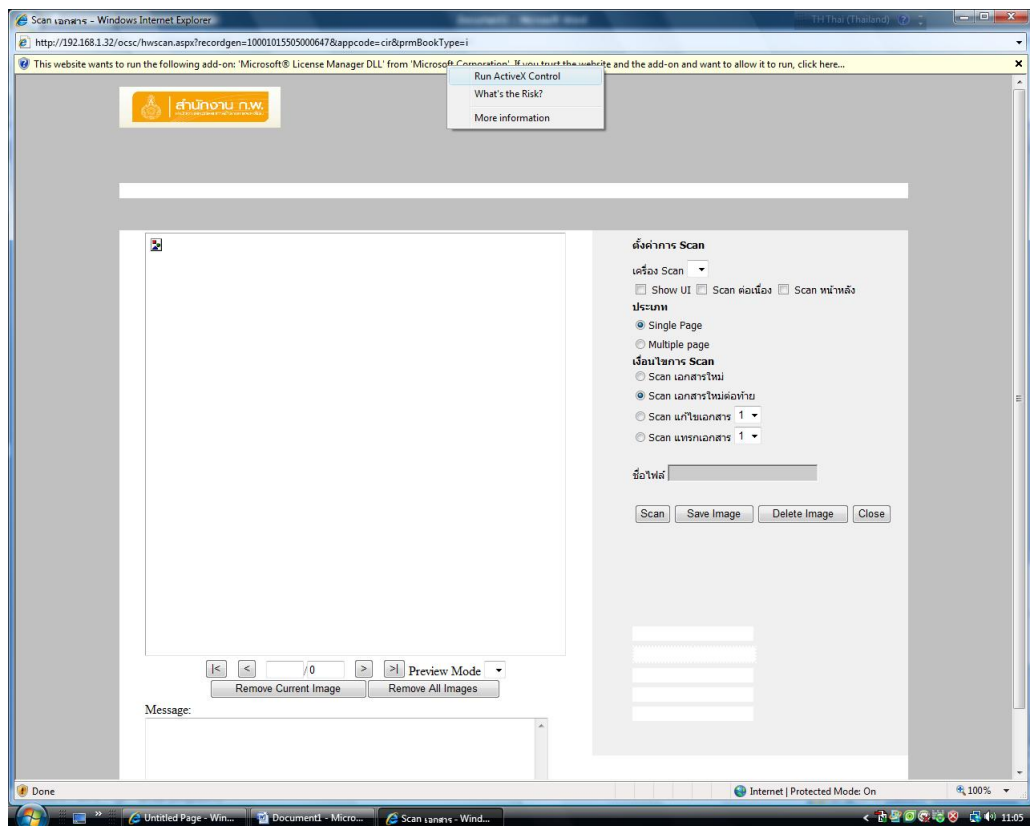 Scan เอกสาร - Windows Internet Explorer
TH Thai (Thailand)
http://192.168.1.32/ocsc/hwscan.aspx?recordgen=10001015505000647&appcode=cir&prmBookType=i
This website wants to run the following add-on: 'Microsoft® License Manager DLL' from 'Microsoft Corporation'. If you trust the website and the add-on and want to allow it to run, click here...
Run ActiveX Control
What's the Risk?
More information
สำนักงาน ก.พ.
ตั้งค่าการ Scan
เครื่อง Scan
Show UI Scan ต่อเนื่อง Scan หน้าหลัง
ประเภท
Single Page
Multiple page
เงื่อนไขการ Scan
Scan เอกสารใหม่
Scan เอกสารใหม่ต่อท้าย
Scan แก้ไขเอกสาร 1
Scan แทรกเอกสาร 1
ชื่อไฟล์
Scan Save Image Delete Image Close
|< < /0 > >| Preview Mode
Remove Current Image Remove All Images
Message:
Done
Internet | Protected Mode: On
100%
Untitled Page - Win... Document1 - Micro... Scan เอกสาร - Wind...
11:05